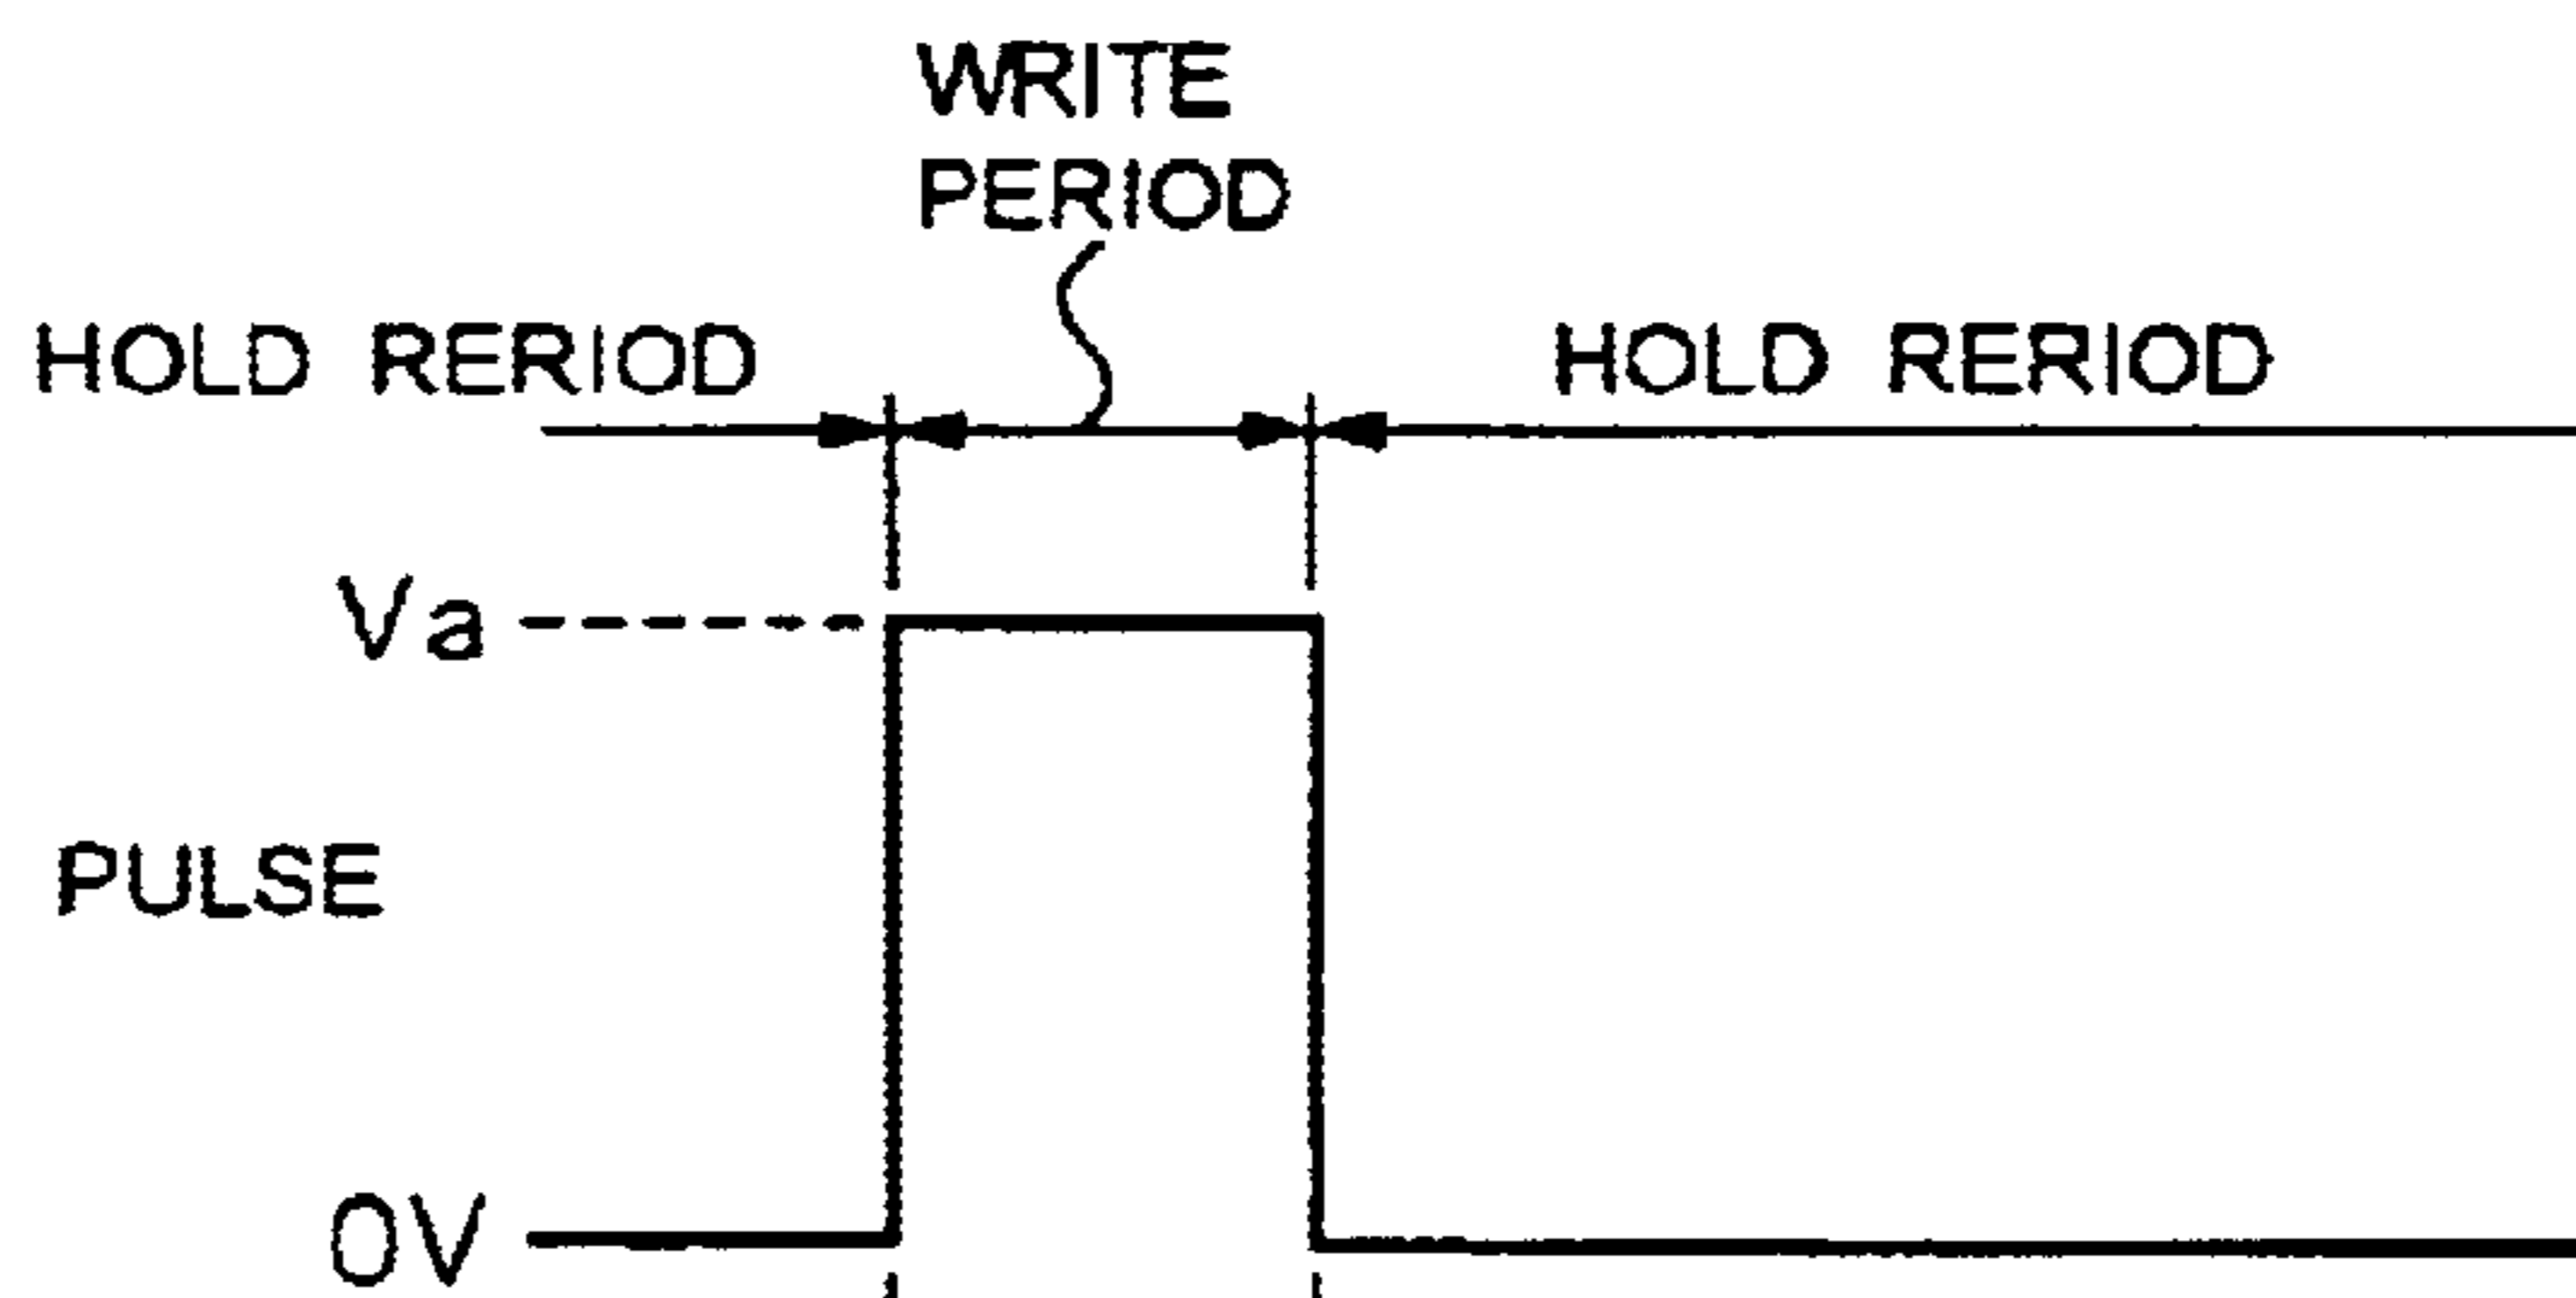 WRITE
PERIOD
HOLD RERIOD
HOLD RERIOD
Va
PULSE
0V